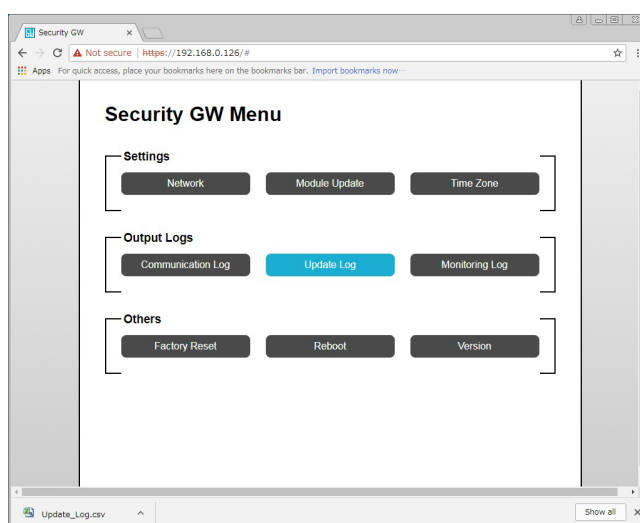 Security GW
Not secure https://192.168.0.126/#
Apps For quick access, place your bookmarks here on the bookmarks bar. Import bookmarks now...
Security GW Menu
Settings
Network Module Update Time Zone
Output Logs
Communication Log Update Log Monitoring Log
Others
Factory Reset Reboot Version
Update_Log.csv Show all